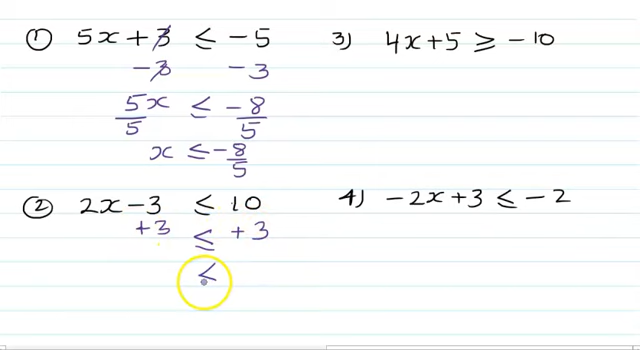 ① 5x + 3 ≤ -5
-3 -3
5x/5 ≤ -8/5
x ≤ -8/5
② 2x - 3 ≤ 10
+3 ≤ +3
≤
3) 4x + 5 ≥ -10
4) -2x + 3 ≤ -2